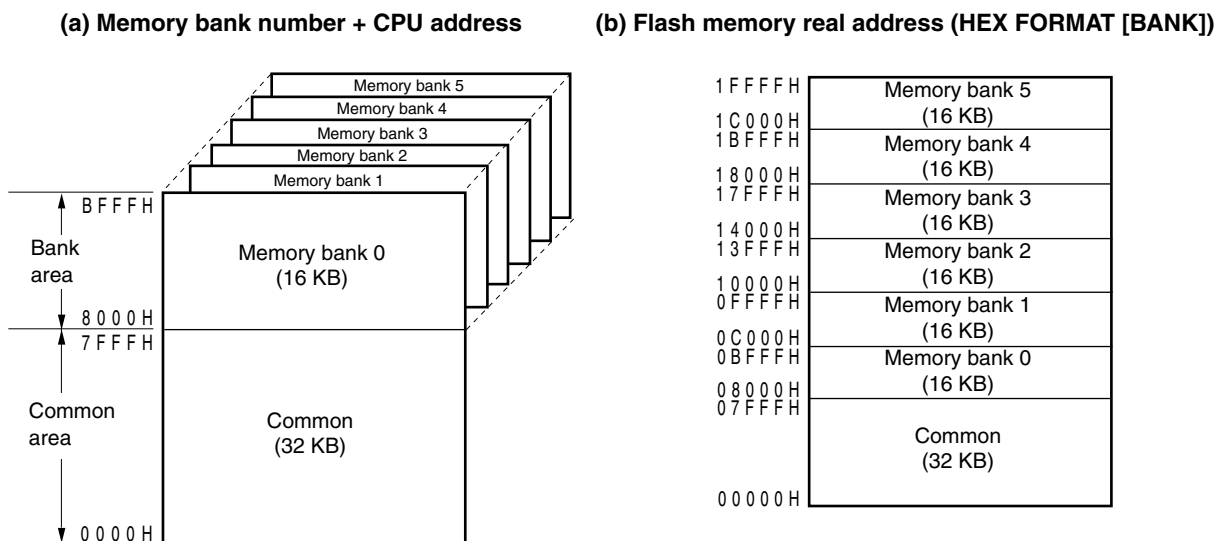 (a) Memory bank number + CPU address
Memory bank 5
Memory bank 4
Memory bank 3
Memory bank 2
Memory bank 1
BFFFH
Bank
area
Memory bank 0
(16 KB)
8000H
7FFFH
Common
area
Common
(32 KB)
0000H
(b) Flash memory real address (HEX FORMAT [BANK])
1FFFFH
Memory bank 5
(16 KB)
1C000H
1BFFFH
Memory bank 4
(16 KB)
18000H
17FFFH
Memory bank 3
(16 KB)
14000H
13FFFH
Memory bank 2
(16 KB)
10000H
0FFFFH
Memory bank 1
(16 KB)
0C000H
0BFFFH
Memory bank 0
(16 KB)
08000H
07FFFH
Common
(32 KB)
00000H